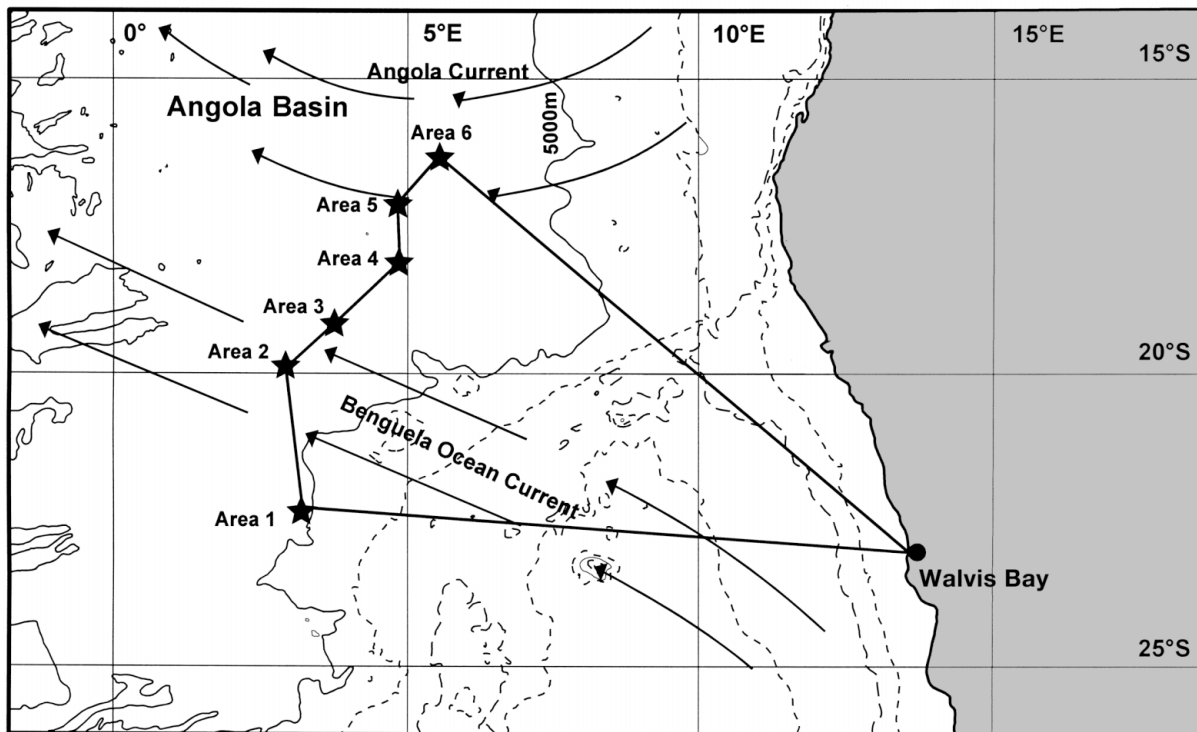 0°
5°E
10°E
15°E
15°S
Angola Current
Angola Basin
5000m
Area 6
Area 5
Area 4
Area 3
Area 2
20°S
Benguela Ocean Current
Area 1
Walvis Bay
25°S